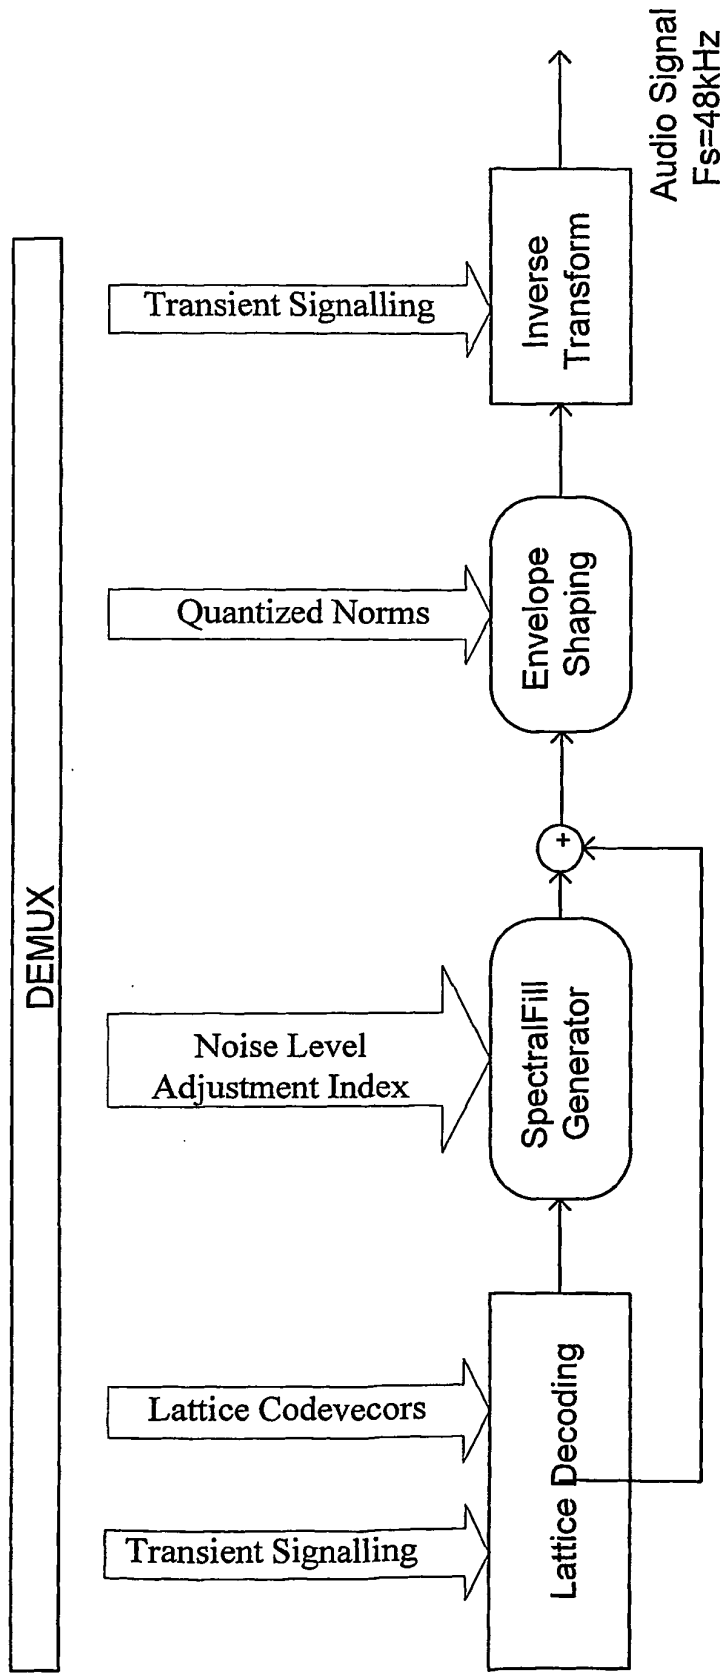 DEMUX
Transient Signalling
Lattice Codevecors
Noise Level
Adjustment Index
Quantized Norms
Transient Signalling
Lattice Decoding
SpectralFill
Generator
+
Envelope
Shaping
Inverse
Transform
Audio Signal
Fs=48kHz